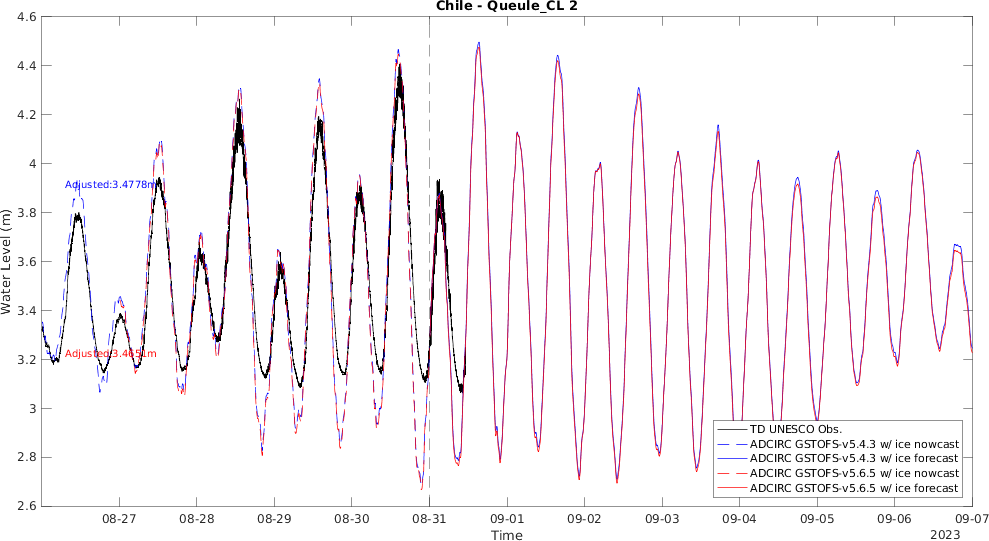 Chile - Queule_CL 2
Water Level (m)
4.6
4.4
4.2
4
3.8
3.6
3.4
3.2
3
2.8
2.6
Adjusted:3.4778m
Adjusted:3.4651m
TD UNESCO Obs.
ADCIRC GSTOFS-v5.4.3 w/ ice nowcast
ADCIRC GSTOFS-v5.4.3 w/ ice forecast
ADCIRC GSTOFS-v5.6.5 w/ ice nowcast
ADCIRC GSTOFS-v5.6.5 w/ ice forecast
08-27 08-28 08-29 08-30 08-31 09-01 09-02 09-03 09-04 09-05 09-06 09-07
Time
2023